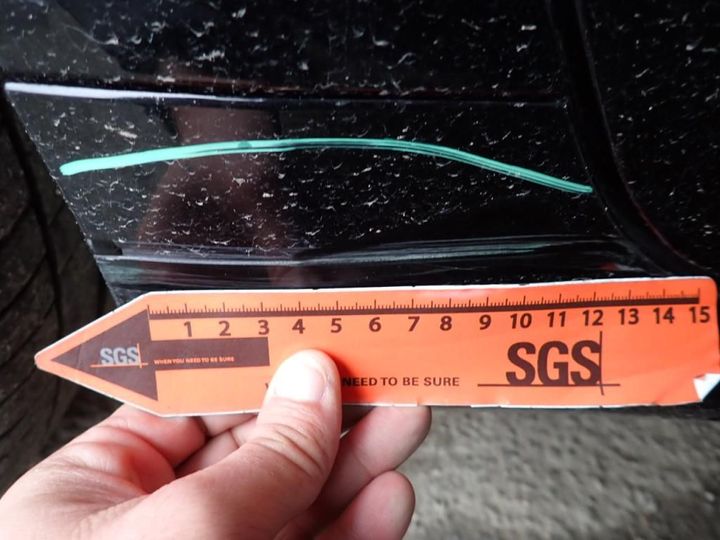 1 2 3 4 5 6 7 8 9 10 11 12 13 14 15
SGS WHEN YOU NEED TO BE SURE
NEED TO BE SURE
SGS